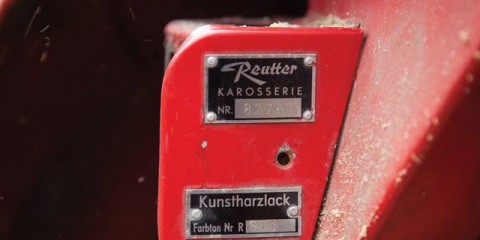 Reutter
KAROSSERIE
NR.
Kunstharzlack
Farbton Nr R